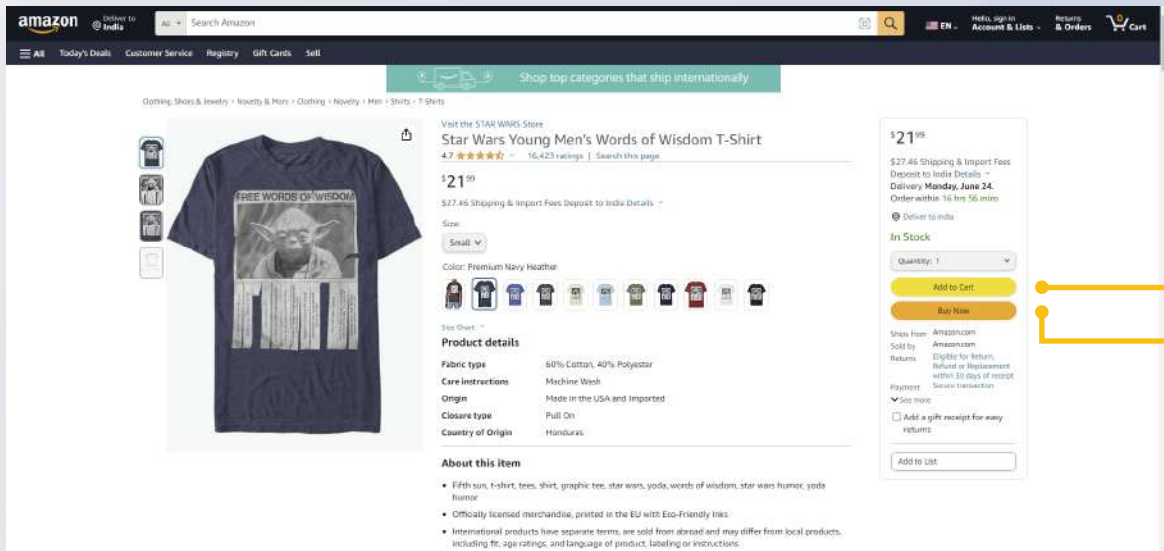 amazon
Deliver to
India
All
Search Amazon
EN
Hello, sign in
Account & Lists
Returns
& Orders
0
Cart
All
Today's Deals
Customer Service
Registry
Gift Cards
Sell
Shop top categories that ship internationally
Clothing, Shoes & Jewelry › Novelty & More › Clothing › Novelty › Men › Shirts › T-Shirts
FREE WORDS OF WISDOM
Visit the STAR WARS Store
Star Wars Young Men's Words of Wisdom T-Shirt
4.7 16,423 ratings | Search this page
$21.99
$27.46 Shipping & Import Fees Deposit to India Details
Size:
Small
Color: Premium Navy Heather
Size Chart
Product details
Fabric type 60% Cotton, 40% Polyester
Care instructions Machine Wash
Origin Made in the USA and Imported
Closure type Pull On
Country of Origin Honduras
About this item
• Fifth sun, t-shirt, tees, shirt, graphic tee, star wars, yoda, words of wisdom, star wars humor, yoda
humor
• Officially licensed merchandise, printed in the EU with Eco-Friendly Inks
• International products have separate terms, are sold from abroad and may differ from local products,
including fit, age ratings, and language of product, labeling or instructions
$21.99
$27.46 Shipping & Import Fees
Deposit to India Details
Delivery Monday, June 24.
Order within 16 hrs 56 mins
Deliver to India
In Stock
Quantity: 1
Add to Cart
Buy Now
Ships from Amazon.com
Sold by Amazon.com
Returns Eligible for Return,
Refund or Replacement
within 30 days of receipt
Payment Secure transaction
See more
Add a gift receipt for easy
returns
Add to List